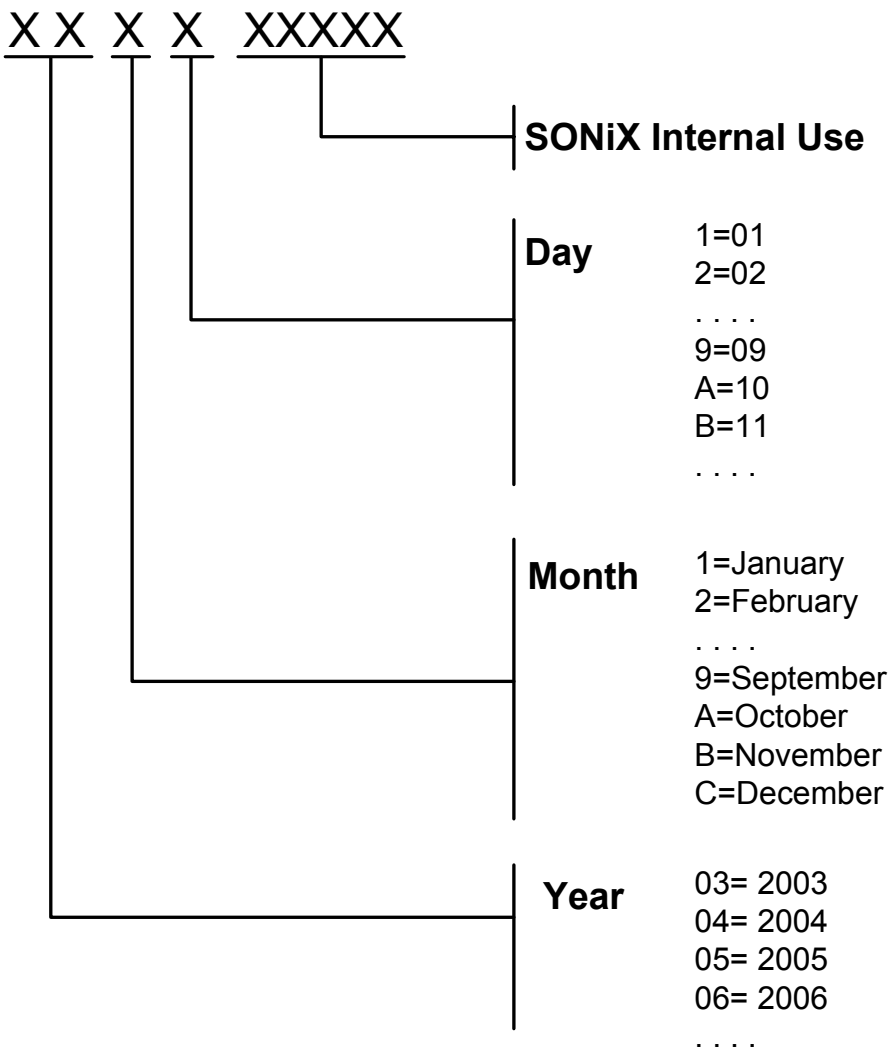 X X X X XXXXX
SONiX Internal Use
Day
1=01
2=02
. . . .
9=09
A=10
B=11
. . . .
Month
1=January
2=February
. . . .
9=September
A=October
B=November
C=December
Year
03= 2003
04= 2004
05= 2005
06= 2006
. . . .